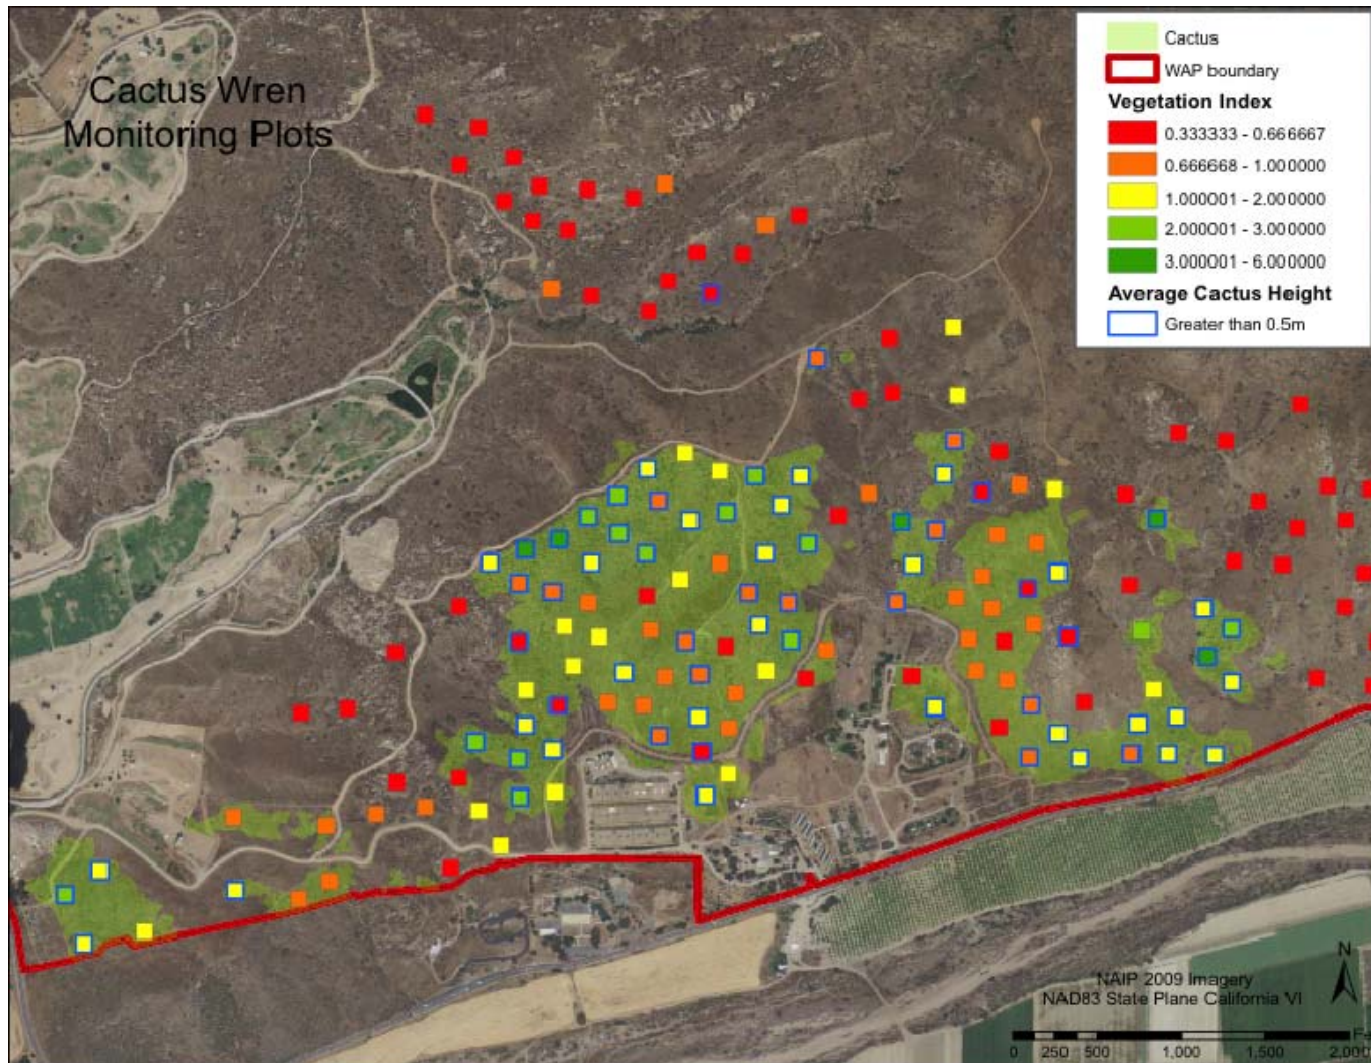 Cactus Wren
Monitoring Plots
Cactus
WAP boundary
Vegetation Index
0.333333 - 0.666667
0.666668 - 1.000000
1.000001 - 2.000000
2.000001 - 3.000000
3.000001 - 6.000000
Average Cactus Height
Greater than 0.5m
N
NAIP 2009 Imagery
NAD83 State Plane California VI
0 250 500 1,000 1,500